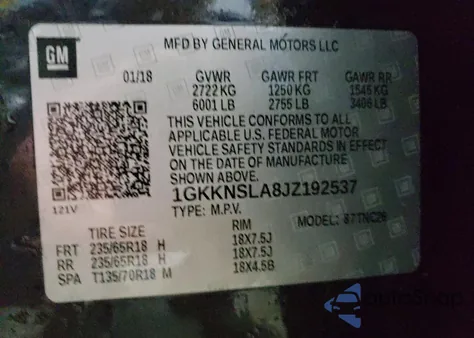 GM
MFD BY GENERAL MOTORS LLC
01/18 GVWR GAWR FRT GAWR RR
2722 KG 1250 KG 1545 KG
6001 LB 2755 LB 3406 LB
THIS VEHICLE CONFORMS TO ALL
APPLICABLE U.S. FEDERAL MOTOR
VEHICLE SAFETY STANDARDS IN EFFECT
ON THE DATE OF MANUFACTURE
SHOWN ABOVE.
1GKKNSLA8JZ192537
121V
TYPE: M.P.V. MODEL: 87TNC26
TIRE SIZE RIM
FRT 235/65R18 H 18X7.5J
RR 235/65R18 H 18X7.5J
SPA T135/70R18 M 18X4.5B